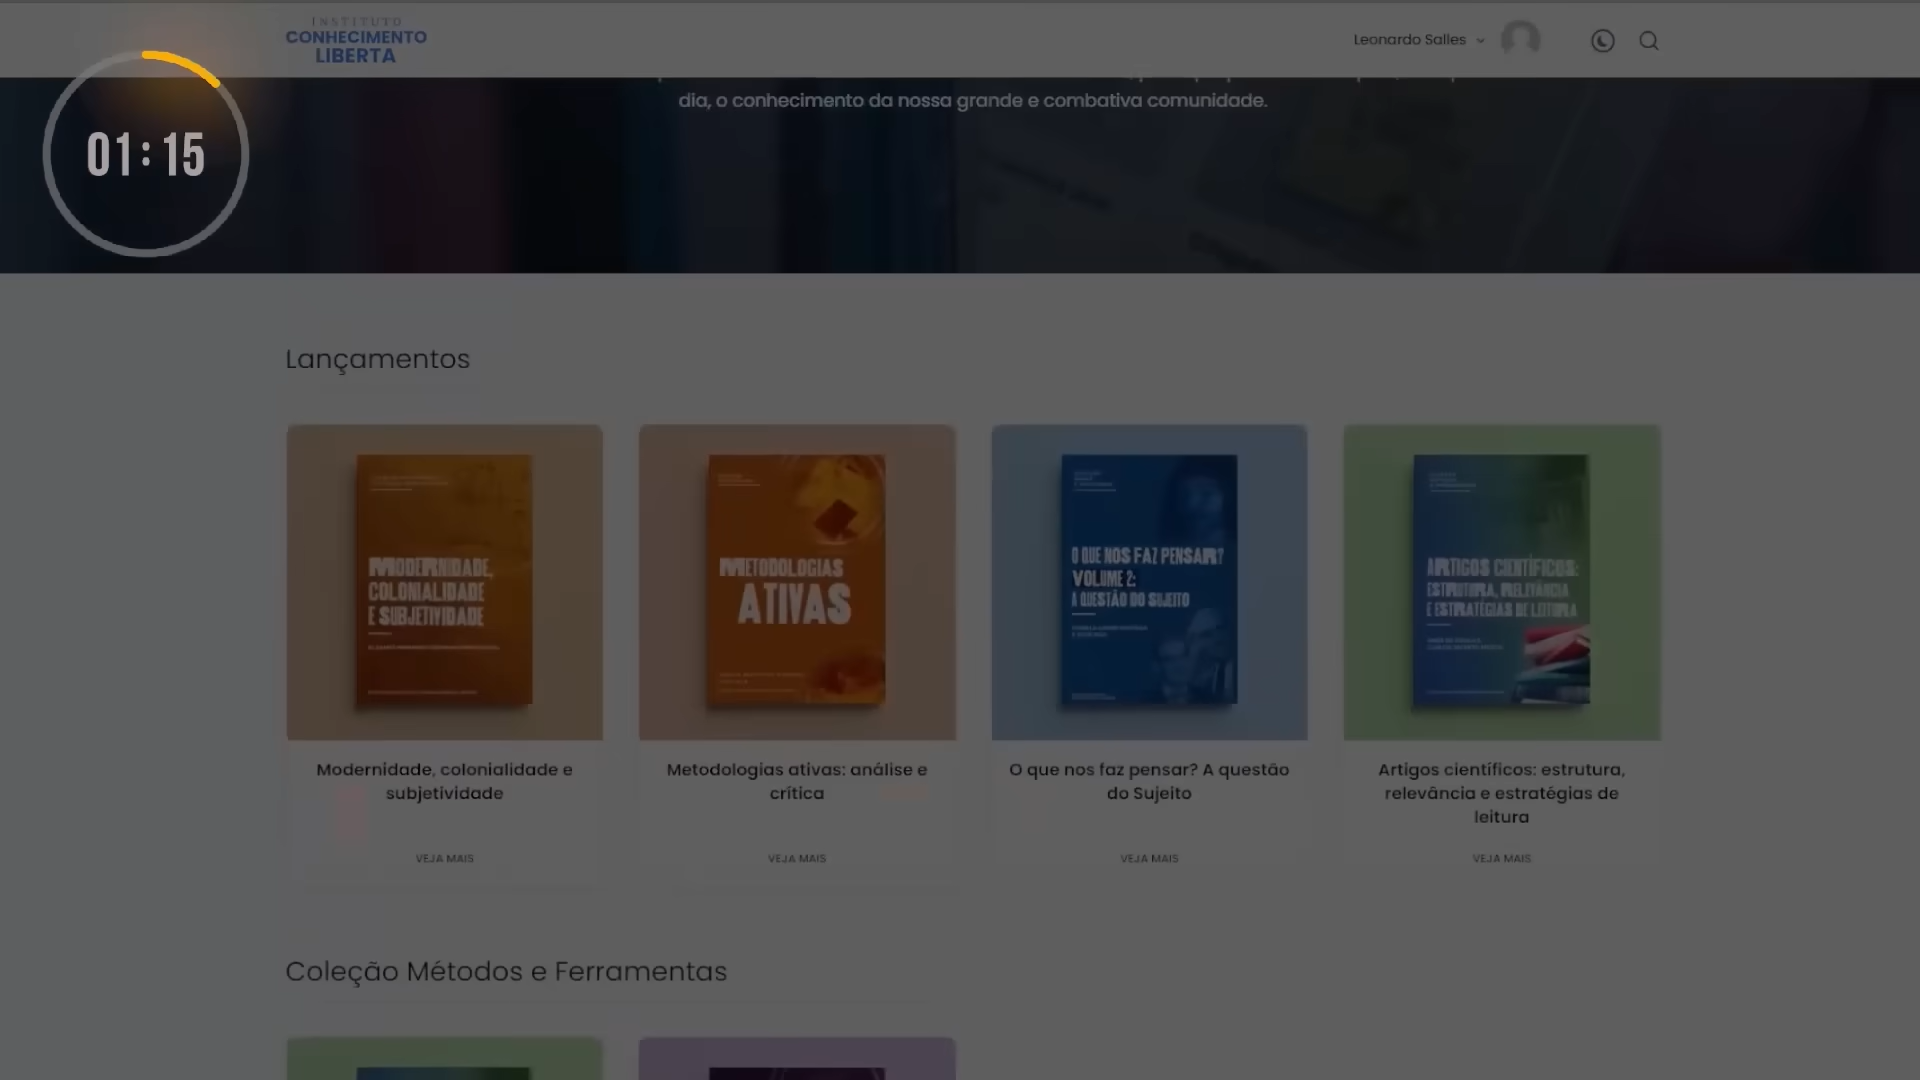 INSTITUTO
CONHECIMENTO
LIBERTA
Leonardo Salles
01:15
dia, o conhecimento da nossa grande e combativa comunidade.
Lançamentos
MODERNIDADE,
COLONIALIDADE
E SUBJETIVIDADE
METODOLOGIAS
ATIVAS
O QUE NOS FAZ PENSAR?
VOLUME 2:
A QUESTÃO DO SUJEITO
ARTIGOS CIENTÍFICOS:
ESTRUTURA, RELEVÂNCIA
E ESTRATÉGIAS DE LEITURA
Modernidade, colonialidade e
subjetividade
VEJA MAIS
Metodologias ativas: análise e
crítica
VEJA MAIS
O que nos faz pensar? A questão
do Sujeito
VEJA MAIS
Artigos científicos: estrutura,
relevância e estratégias de
leitura
VEJA MAIS
Coleção Métodos e Ferramentas